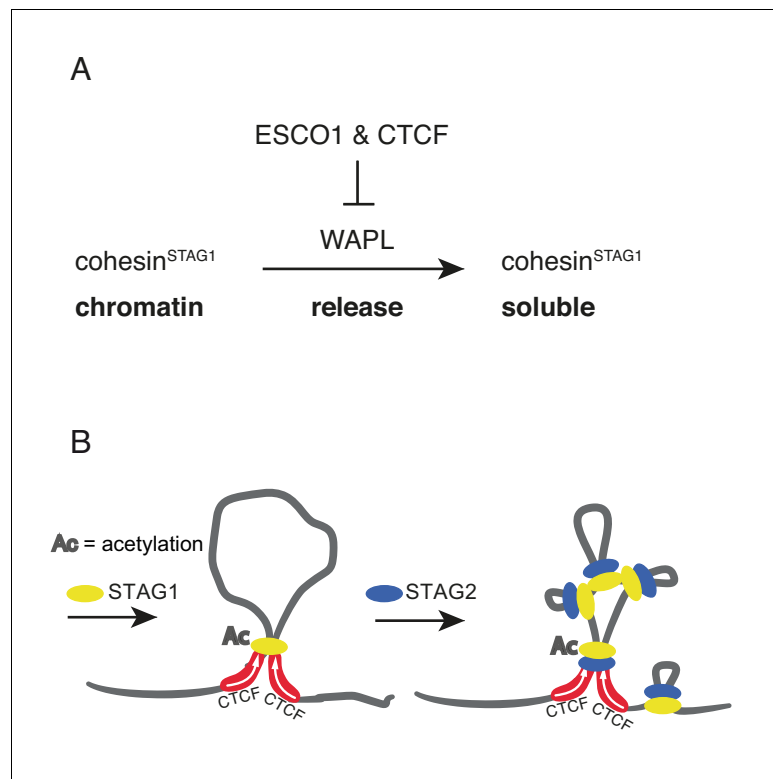 A
ESCO1 & CTCF
WAPL
cohesinSTAG1 cohesinSTAG1
chromatin release soluble
B
Ac = acetylation
STAG1 STAG2
Ac Ac
CTCF CTCF CTCF CTCF